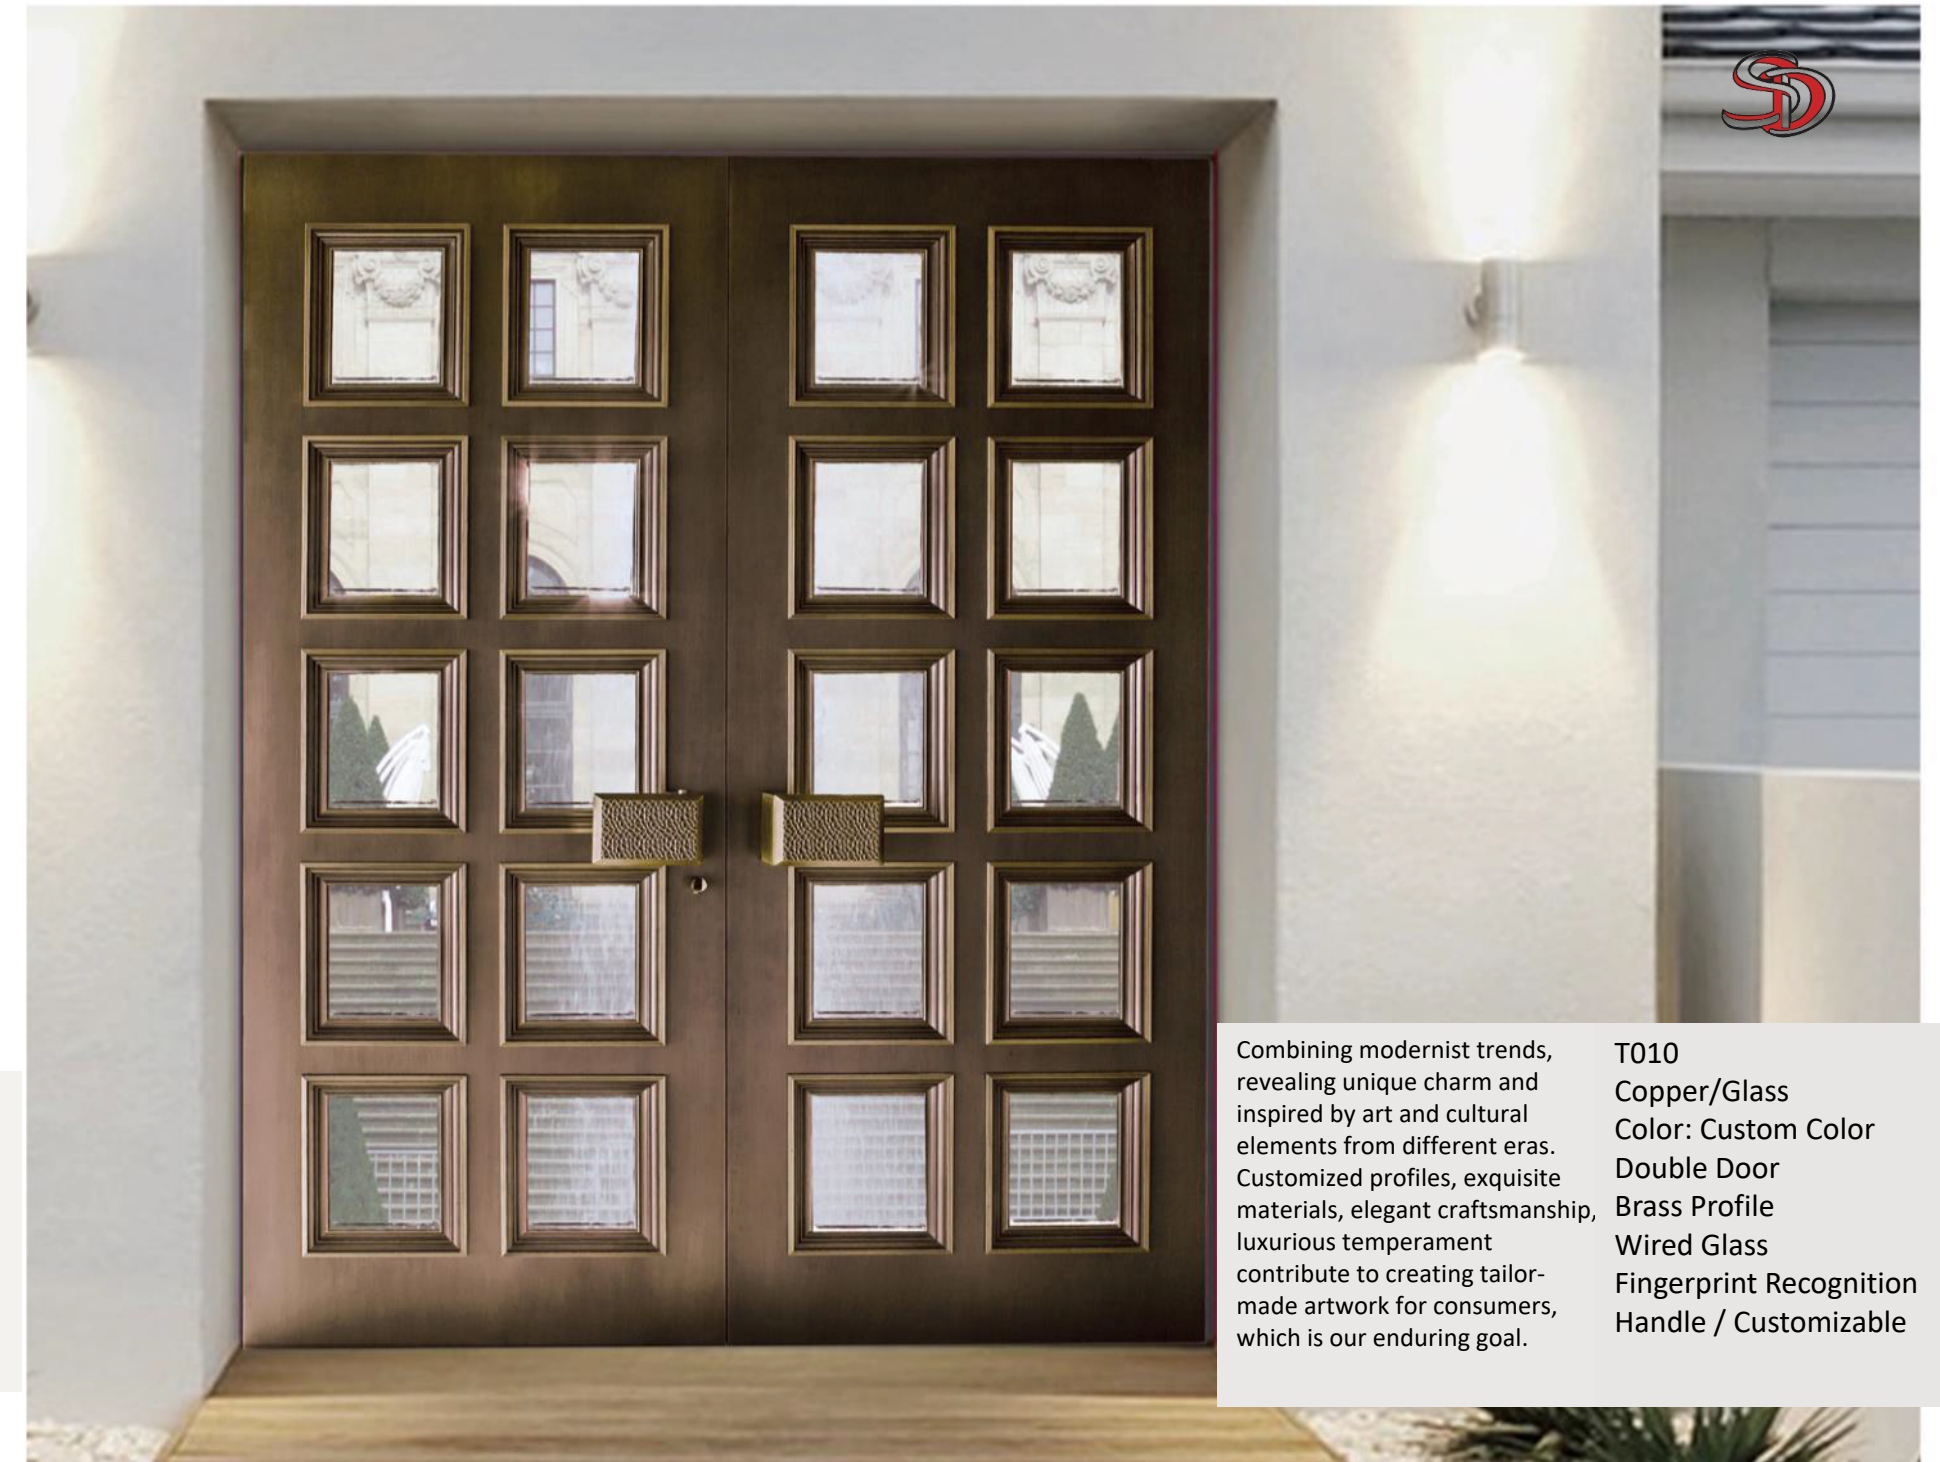 SD
Combining modernist trends,
revealing unique charm and
inspired by art and cultural
elements from different eras.
Customized profiles, exquisite
materials, elegant craftsmanship,
luxurious temperament
contribute to creating tailor-
made artwork for consumers,
which is our enduring goal.
T010
Copper/Glass
Color: Custom Color
Double Door
Brass Profile
Wired Glass
Fingerprint Recognition
Handle / Customizable